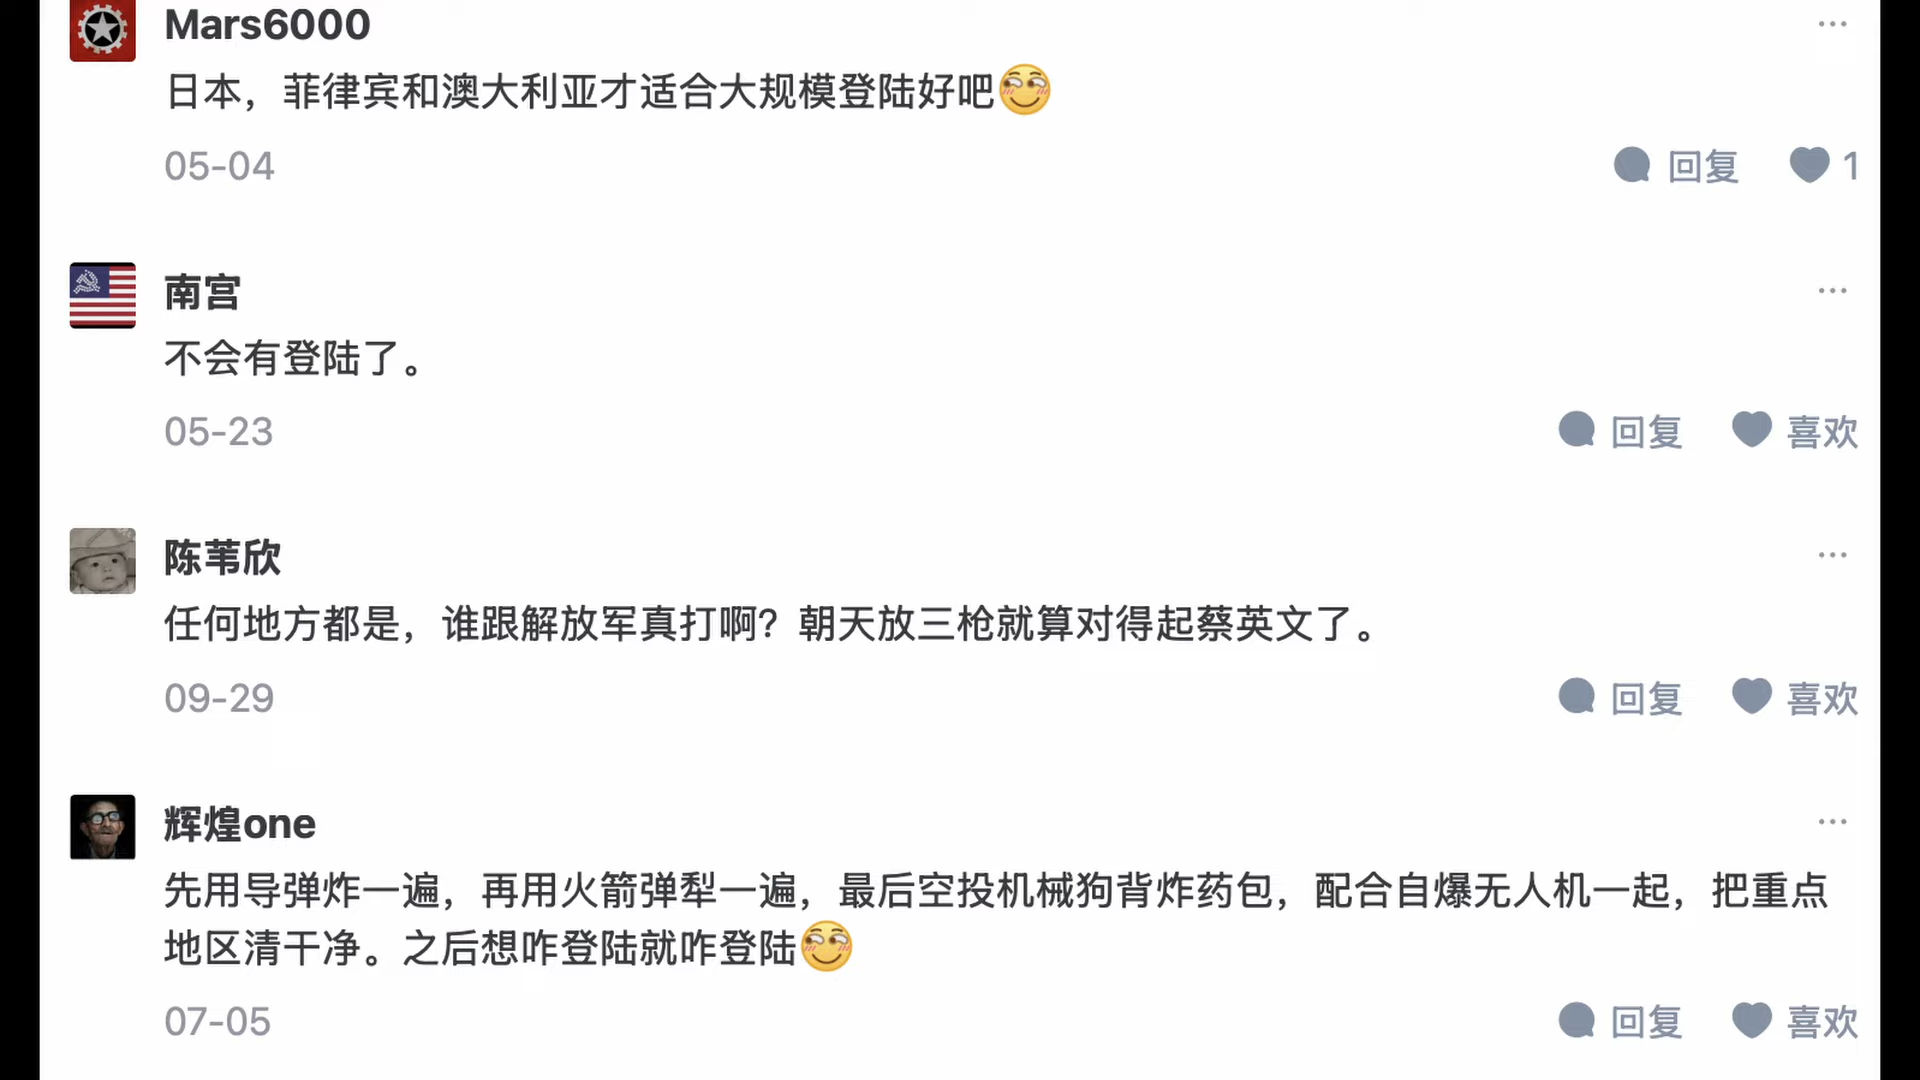 Mars6000
日本，菲律宾和澳大利亚才适合大规模登陆好吧
05-04
回复
1
南宫
不会有登陆了。
05-23
回复
喜欢
陈苇欣
任何地方都是，谁跟解放军真打啊？朝天放三枪就算对得起蔡英文了。
09-29
回复
喜欢
辉煌one
先用导弹炸一遍，再用火箭弹犁一遍，最后空投机械狗背炸药包，配合自爆无人机一起，把重点
地区清干净。之后想咋登陆就咋登陆
07-05
回复
喜欢